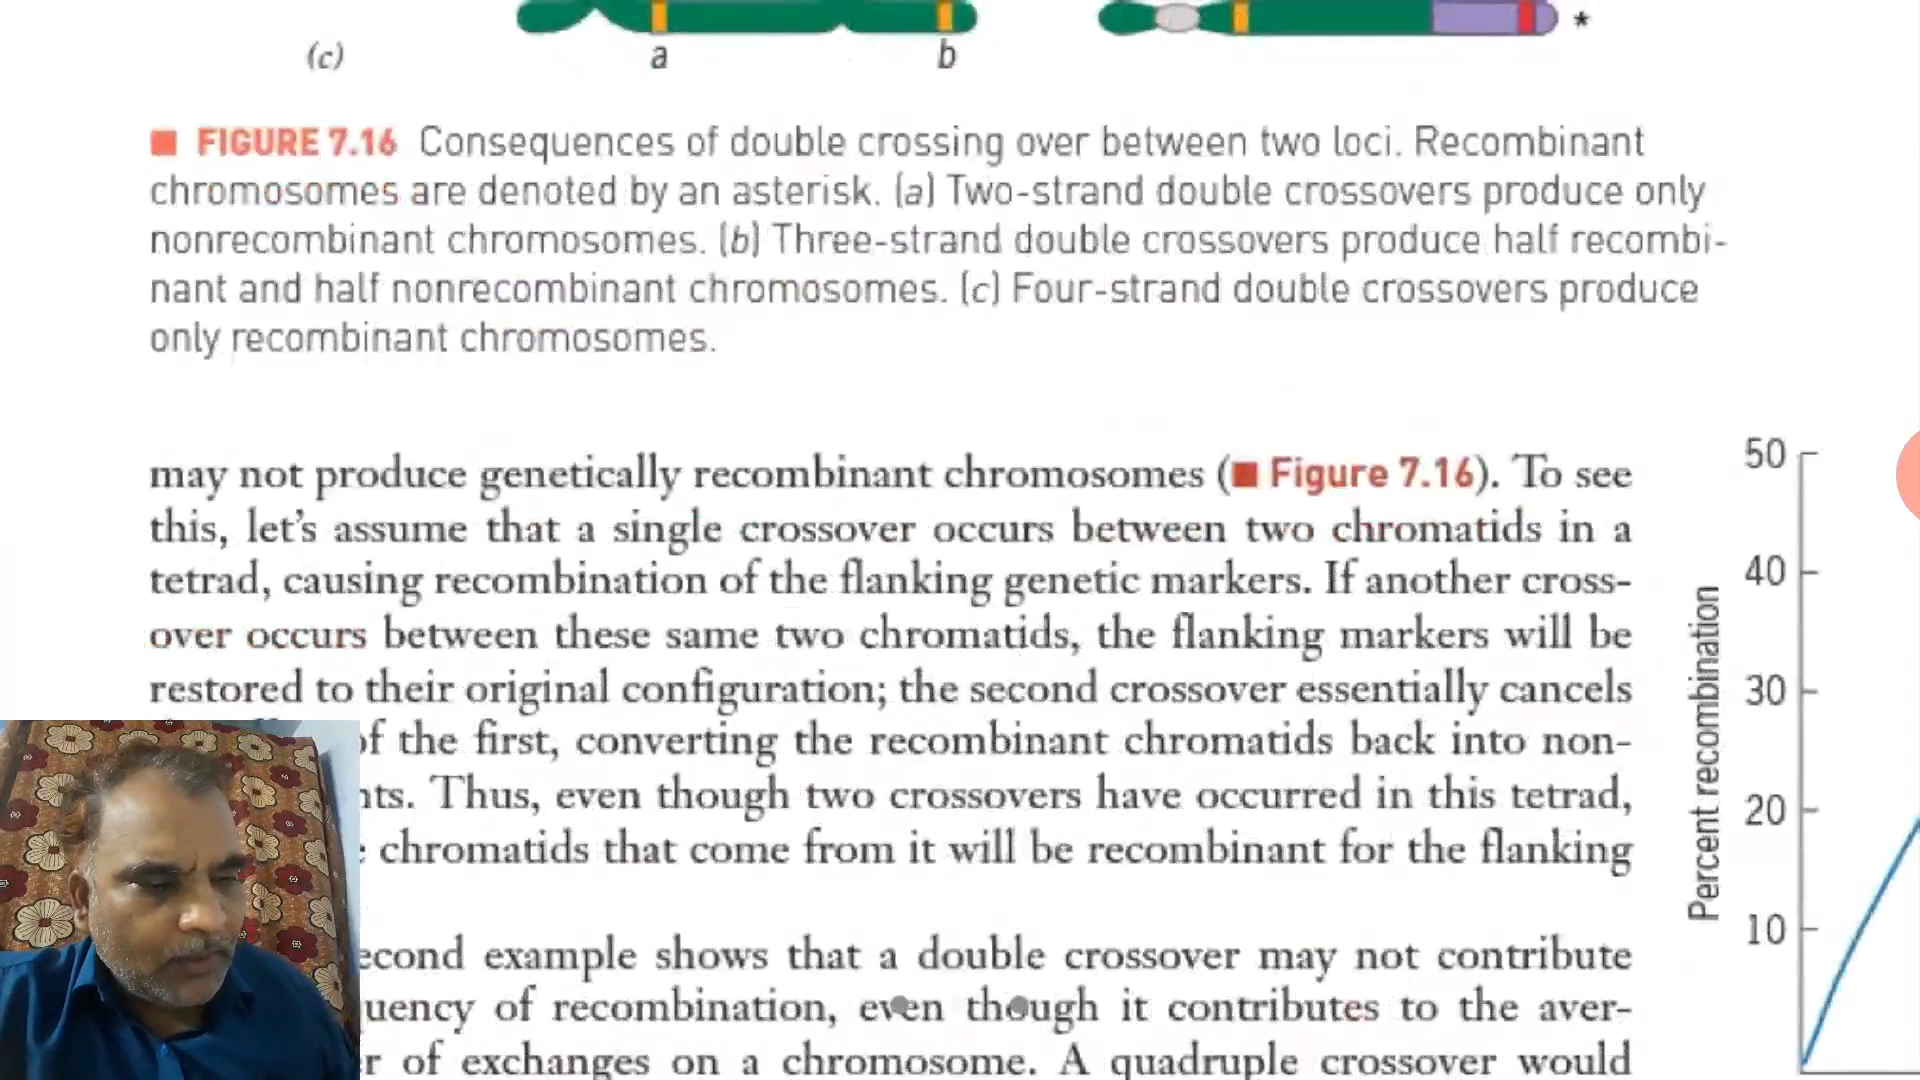 *
(c) a b
FIGURE 7.16 Consequences of double crossing over between two loci. Recombinant
chromosomes are denoted by an asterisk. (a) Two-strand double crossovers produce only
nonrecombinant chromosomes. (b) Three-strand double crossovers produce half recombi-
nant and half nonrecombinant chromosomes. (c) Four-strand double crossovers produce
only recombinant chromosomes.
may not produce genetically recombinant chromosomes (■ Figure 7.16). To see
this, let's assume that a single crossover occurs between two chromatids in a
tetrad, causing recombination of the flanking genetic markers. If another cross-
over occurs between these same two chromatids, the flanking markers will be
restored to their original configuration; the second crossover essentially cancels
of the first, converting the recombinant chromatids back into non-
Thus, even though two crossovers have occurred in this tetrad,
chromatids that come from it will be recombinant for the flanking
example shows that a double crossover may not contribute
of recombination, even though it contributes to the aver-
of exchanges on a chromosome. A quadruple crossover would
Percent recombination
50
40
30
20
10